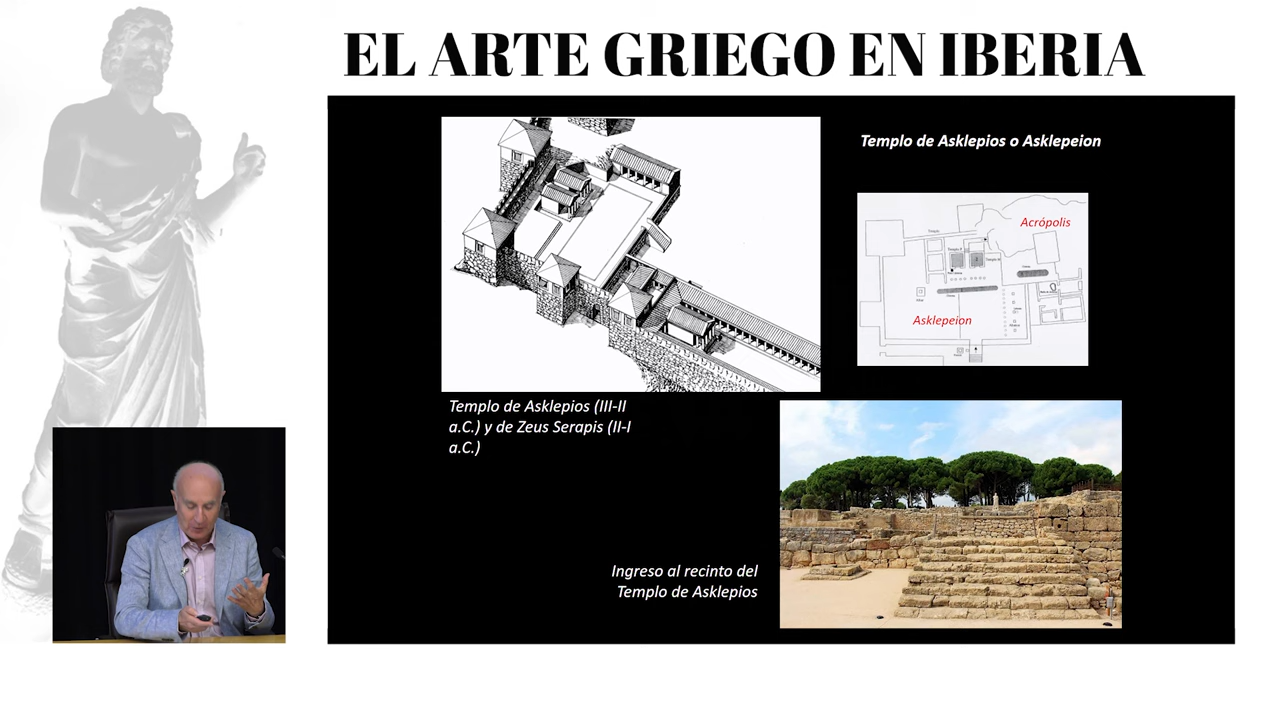 EL ARTE GRIEGO EN IBERIA
Templo de Asklepios o Asklepeion
Acrópolis
Asklepeion
Templo de Asklepios (III-II
a.C.) y de Zeus Serapis (II-I
a.C.)
Ingreso al recinto del
Templo de Asklepios